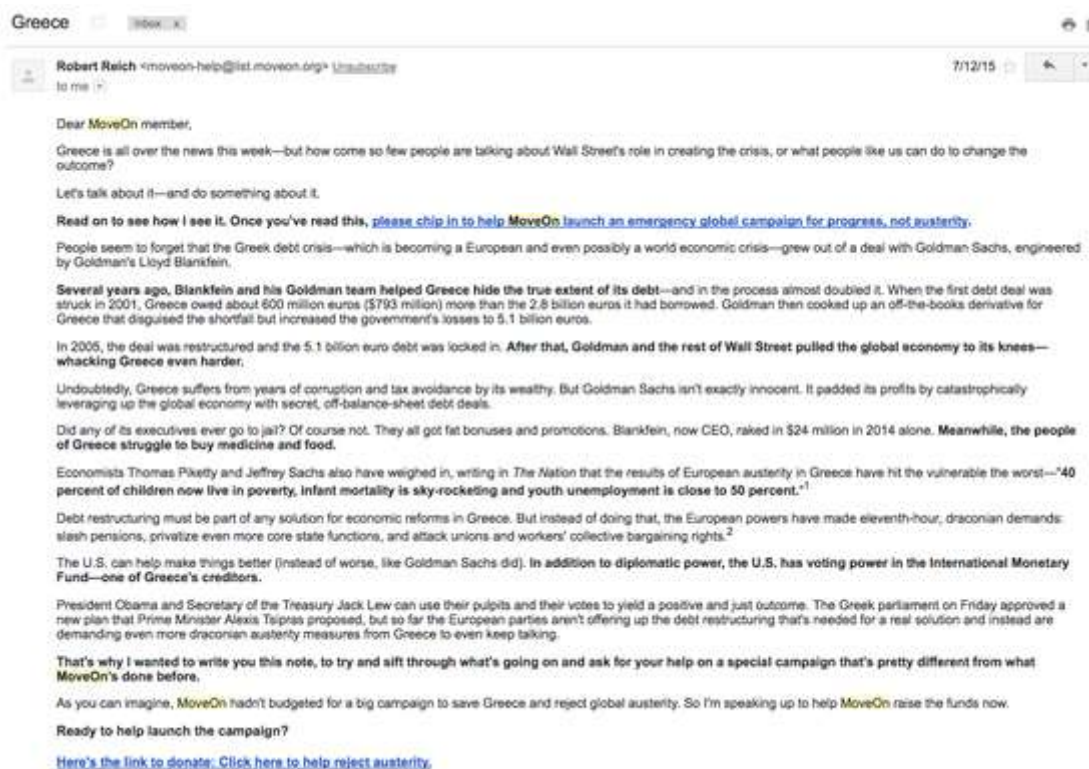 Greece
Inbox x
Robert Reich <moveon-help@list.moveon.org> Unsubscribe
7/12/15
to me
Dear MoveOn member,
Greece is all over the news this week—but how come so few people are talking about Wall Street's role in creating the crisis, or what people like us can do to change the
outcome?
Let's talk about it—and do something about it.
Read on to see how I see it. Once you've read this, please chip in to help MoveOn launch an emergency global campaign for progress, not austerity.
People seem to forget that the Greek debt crisis—which is becoming a European and even possibly a world economic crisis—grew out of a deal with Goldman Sachs, engineered
by Goldman's Lloyd Blankfein.
Several years ago, Blankfein and his Goldman team helped Greece hide the true extent of its debt—and in the process almost doubled it. When the first debt deal was
struck in 2001, Greece owed about 600 million euros ($793 million) more than the 2.8 billion euros it had borrowed. Goldman then cooked up an off-the-books derivative for
Greece that disguised the shortfall but increased the government's losses to 5.1 billion euros.
In 2005, the deal was restructured and the 5.1 billion euro debt was locked in. After that, Goldman and the rest of Wall Street pulled the global economy to its knees—
whacking Greece even harder.
Undoubtedly, Greece suffers from years of corruption and tax avoidance by its wealthy. But Goldman Sachs isn't exactly innocent. It padded its profits by catastrophically
leveraging up the global economy with secret, off-balance-sheet debt deals.
Did any of its executives ever go to jail? Of course not. They all got fat bonuses and promotions. Blankfein, now CEO, raked in $24 million in 2014 alone. Meanwhile, the people
of Greece struggle to buy medicine and food.
Economists Thomas Piketty and Jeffrey Sachs also have weighed in, writing in The Nation that the results of European austerity in Greece have hit the vulnerable the worst—"40
percent of children now live in poverty, infant mortality is sky-rocketing and youth unemployment is close to 50 percent."1
Debt restructuring must be part of any solution for economic reforms in Greece. But instead of doing that, the European powers have made eleventh-hour, draconian demands:
slash pensions, privatize even more core state functions, and attack unions and workers' collective bargaining rights.2
The U.S. can help make things better (instead of worse, like Goldman Sachs did). In addition to diplomatic power, the U.S. has voting power in the International Monetary
Fund—one of Greece's creditors.
President Obama and Secretary of the Treasury Jack Lew can use their pulpits and their votes to yield a positive and just outcome. The Greek parliament on Friday approved a
new plan that Prime Minister Alexis Tsipras proposed, but so far the European parties aren't offering up the debt restructuring that's needed for a real solution and instead are
demanding even more draconian austerity measures from Greece to even keep talking.
That's why I wanted to write you this note, to try and sift through what's going on and ask for your help on a special campaign that's pretty different from what
MoveOn's done before.
As you can imagine, MoveOn hadn't budgeted for a big campaign to save Greece and reject global austerity. So I'm speaking up to help MoveOn raise the funds now.
Ready to help launch the campaign?
Here's the link to donate: Click here to help reject austerity.